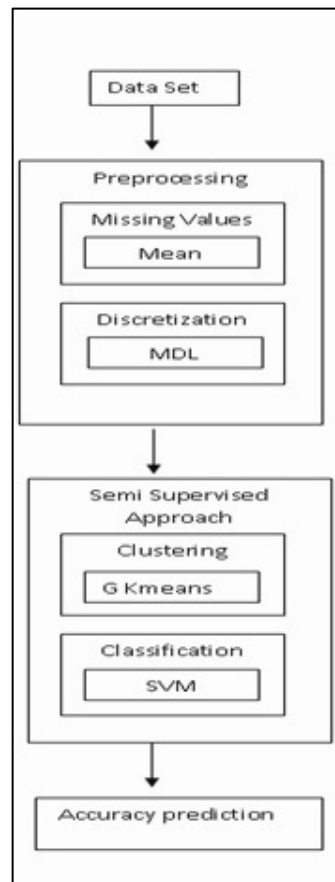 Data Set
Preprocessing
Missing Values
Mean
Discretization
MDL
Semi Supervised
Approach
Clustering
G Kmeans
Classification
SVM
Accuracy prediction